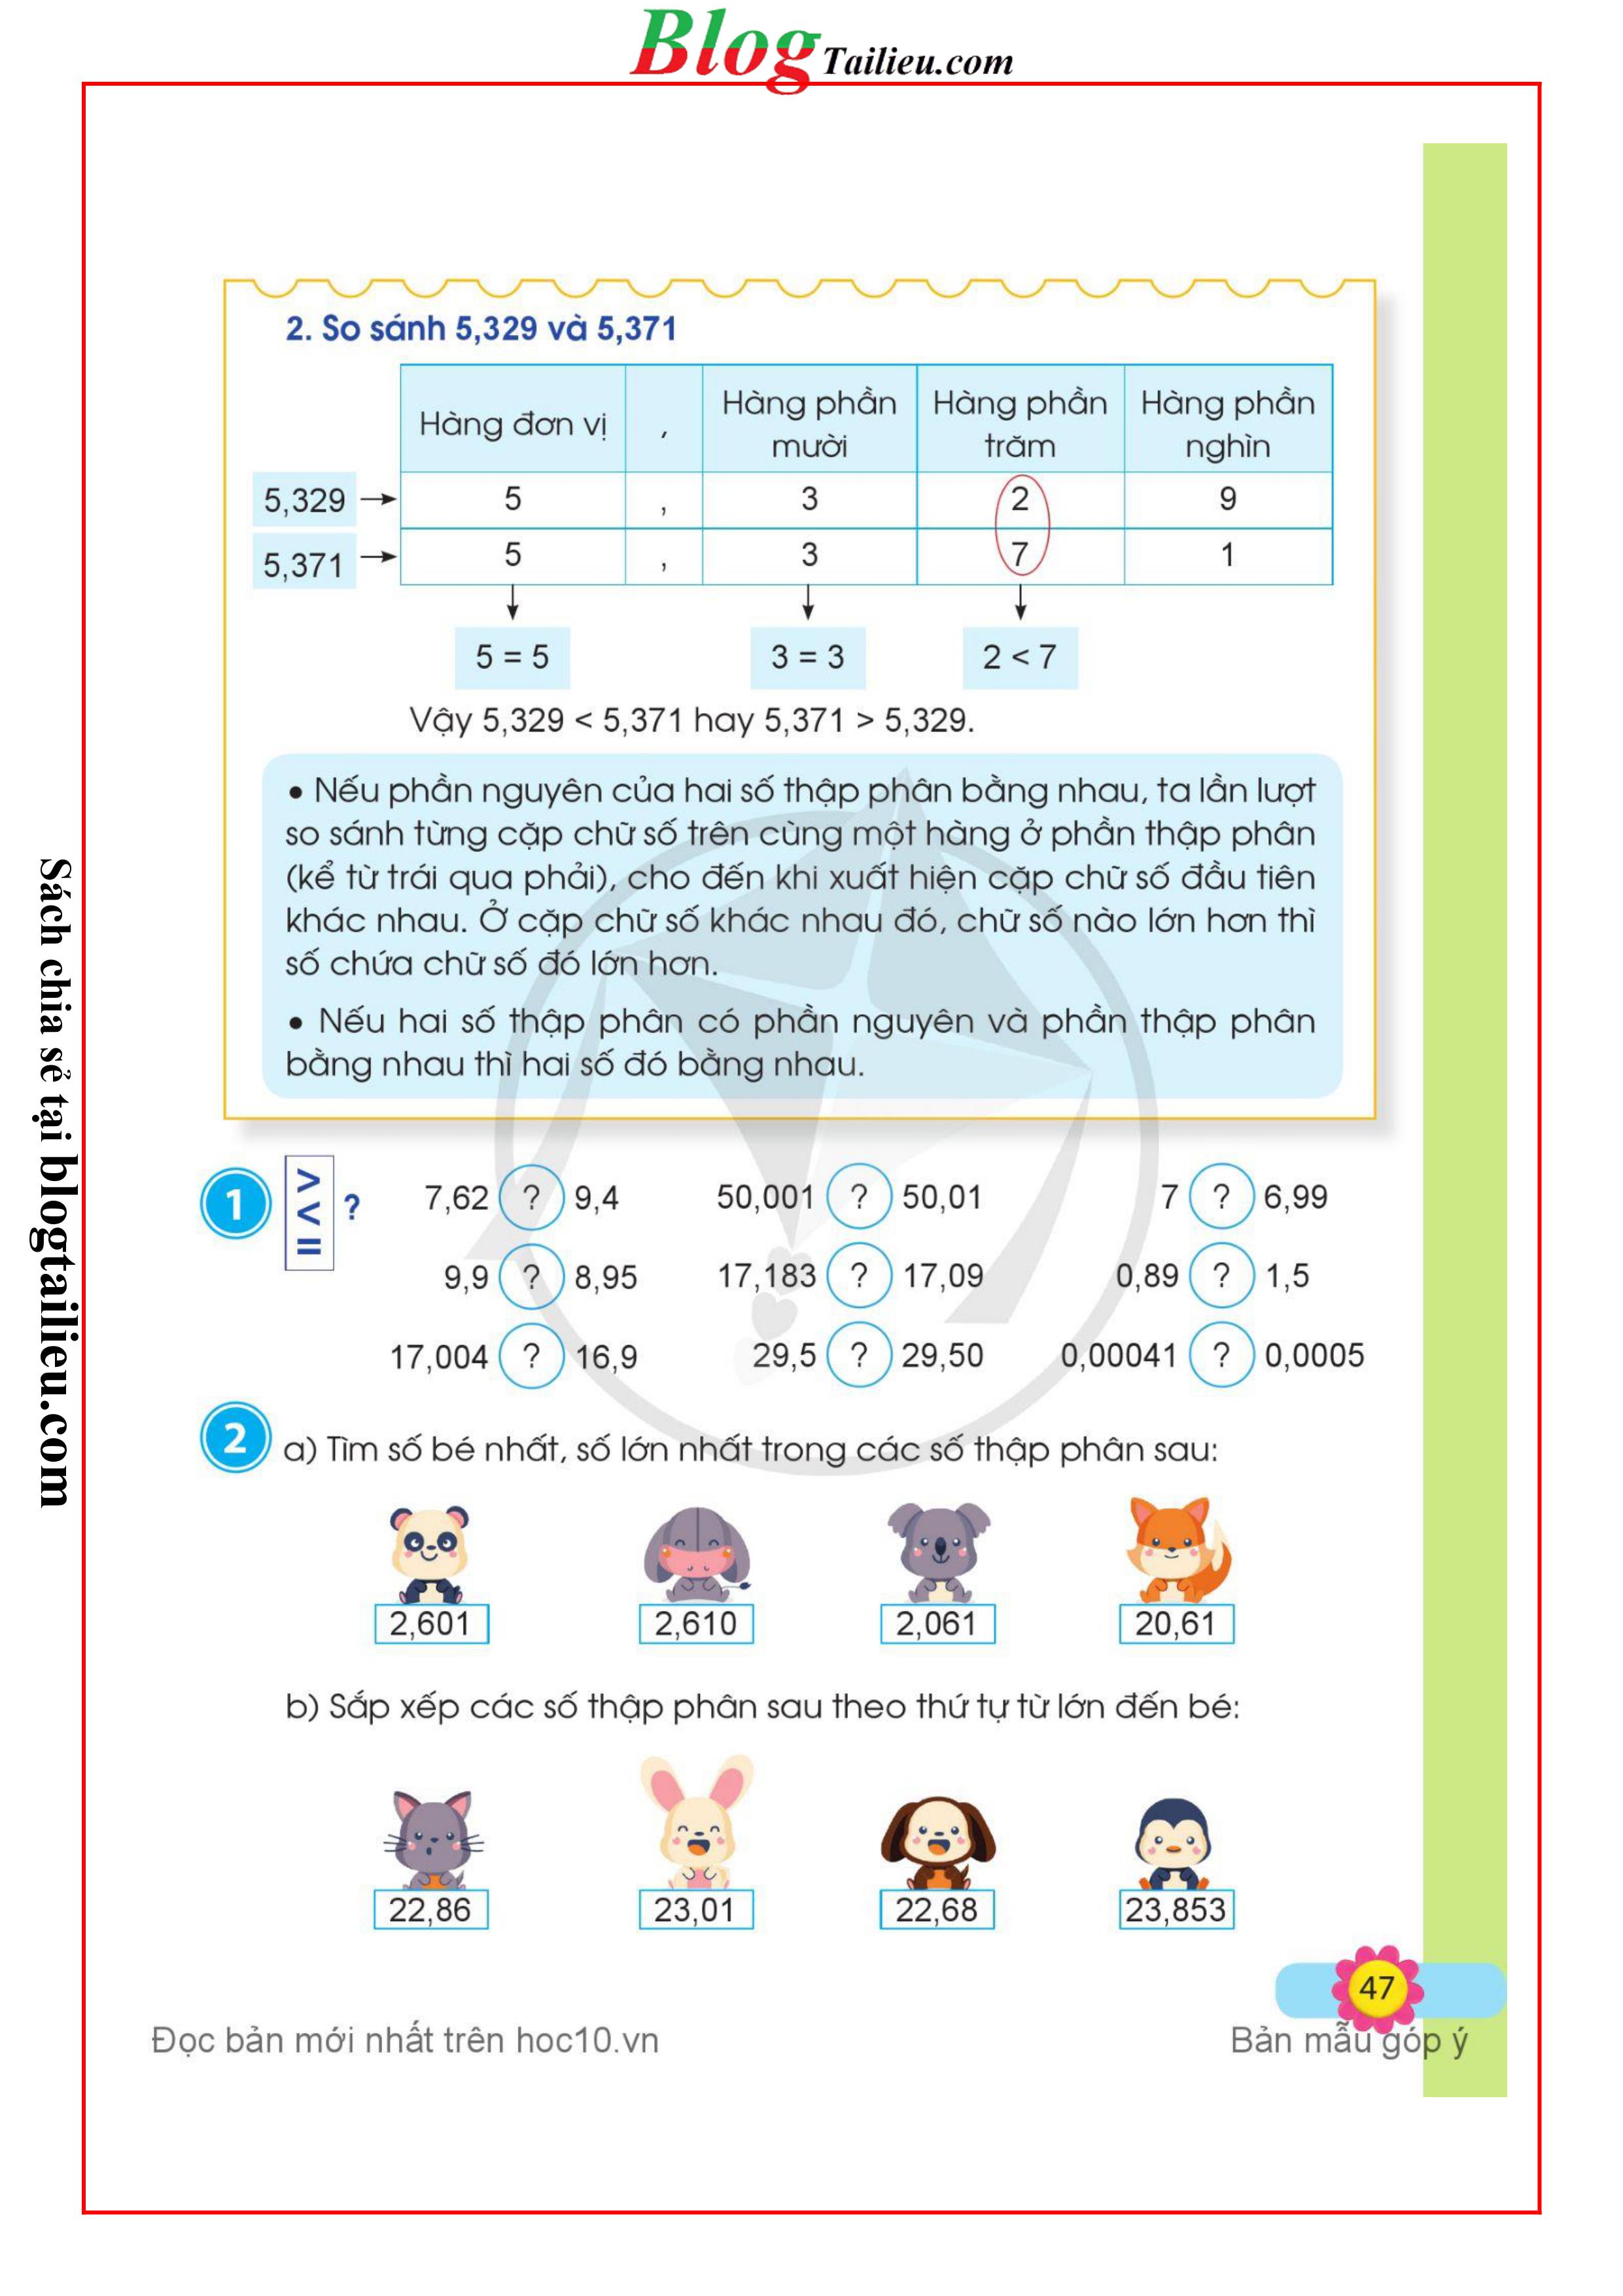 Blog Tailieu.com
2. So sánh 5,329 và 5,371
Hàng đơn vị , Hàng phần mười Hàng phần trăm Hàng phần nghìn
5,329 → 5 , 3 2 9
5,371 → 5 , 3 7 1
5 = 5 3 = 3 2 < 7
Vậy 5,329 < 5,371 hay 5,371 > 5,329.
• Nếu phần nguyên của hai số thập phân bằng nhau, ta lần lượt
so sánh từng cặp chữ số trên cùng một hàng ở phần thập phân
(kể từ trái qua phải), cho đến khi xuất hiện cặp chữ số đầu tiên
khác nhau. Ở cặp chữ số khác nhau đó, chữ số nào lớn hơn thì
số chứa chữ số đó lớn hơn.
• Nếu hai số thập phân có phần nguyên và phần thập phân
bằng nhau thì hai số đó bằng nhau.
1 > < = ?
7,62 ? 9,4 50,001 ? 50,01 7 ? 6,99
9,9 ? 8,95 17,183 ? 17,09 0,89 ? 1,5
17,004 ? 16,9 29,5 ? 29,50 0,00041 ? 0,0005
2 a) Tìm số bé nhất, số lớn nhất trong các số thập phân sau:
2,601 2,610 2,061 20,61
b) Sắp xếp các số thập phân sau theo thứ tự từ lớn đến bé:
22,86 23,01 22,68 23,853
47
Đọc bản mới nhất trên hoc10.vn Bản mẫu góp ý
Sách chia sẻ tại blogtailieu.com